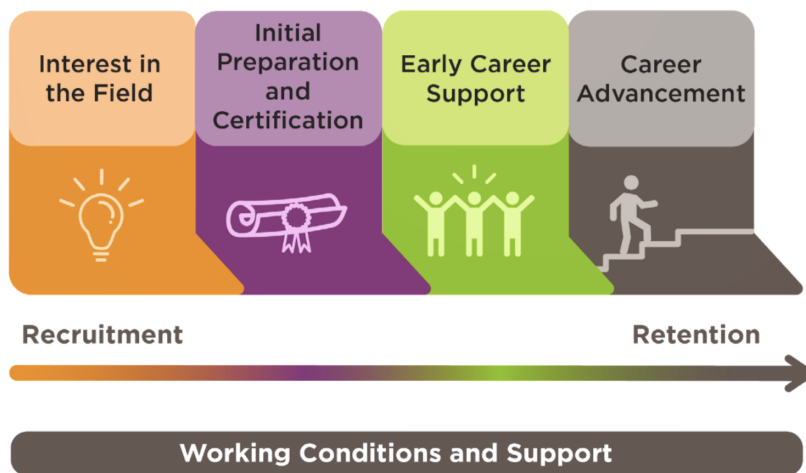 Interest in
the Field
Initial
Preparation
and
Certification
Early Career
Support
Career
Advancement
Recruitment
Retention
Working Conditions and Support